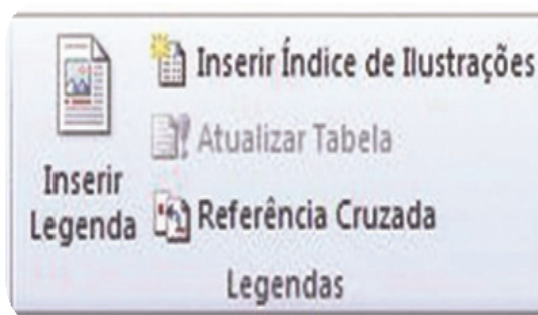 Inserir Índice de Ilustrações
Atualizar Tabela
Inserir
Legenda
Referência Cruzada
Legendas